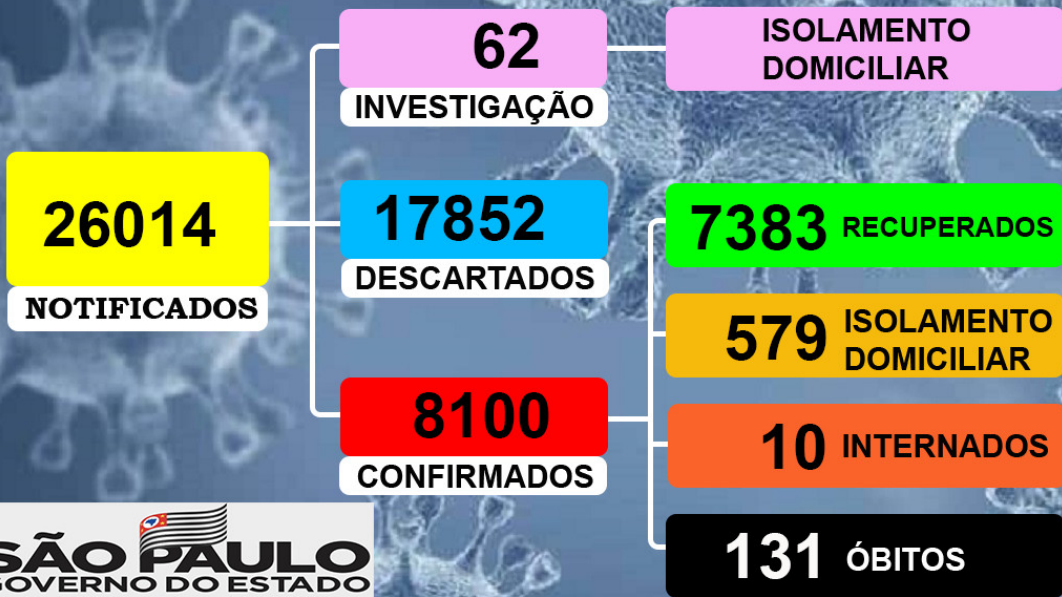 26014
NOTIFICADOS
62
INVESTIGAÇÃO
ISOLAMENTO
DOMICILIAR
17852
DESCARTADOS
8100
CONFIRMADOS
7383 RECUPERADOS
579 ISOLAMENTO
DOMICILIAR
10 INTERNADOS
131 ÓBITOS
SÃO PAULO
GOVERNO DO ESTADO